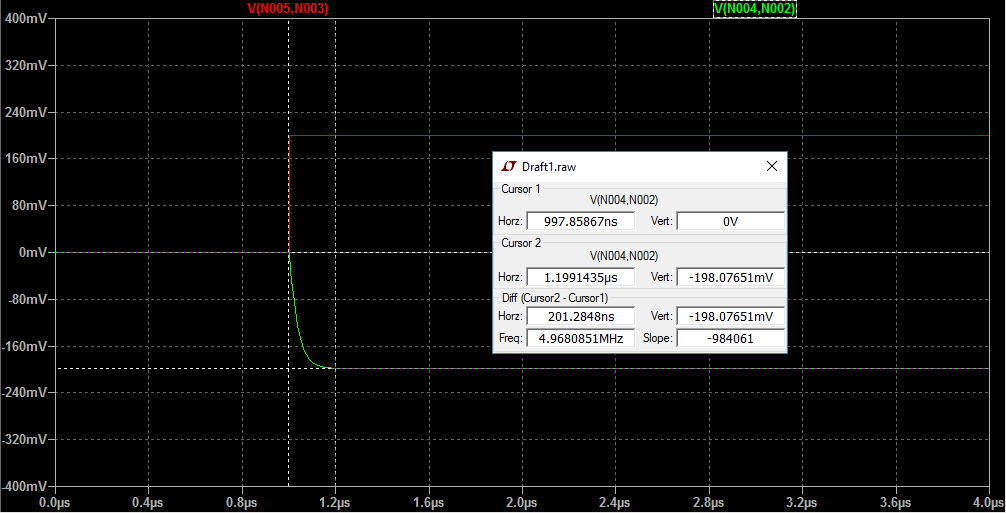 V(N005,N003) V(N004,N002)
400mV
320mV
240mV
160mV
80mV
0mV
-80mV
-160mV
-240mV
-320mV
-400mV
0.0µs 0.4µs 0.8µs 1.2µs 1.6µs 2.0µs 2.4µs 2.8µs 3.2µs 3.6µs 4.0µs
Draft1.raw
Cursor 1
V(N004,N002)
Horz: 997.85867ns Vert: 0V
Cursor 2
V(N004,N002)
Horz: 1.1991435µs Vert: -198.07651mV
Diff (Cursor2 - Cursor1)
Horz: 201.2848ns Vert: -198.07651mV
Freq: 4.9680851MHz Slope: -984061